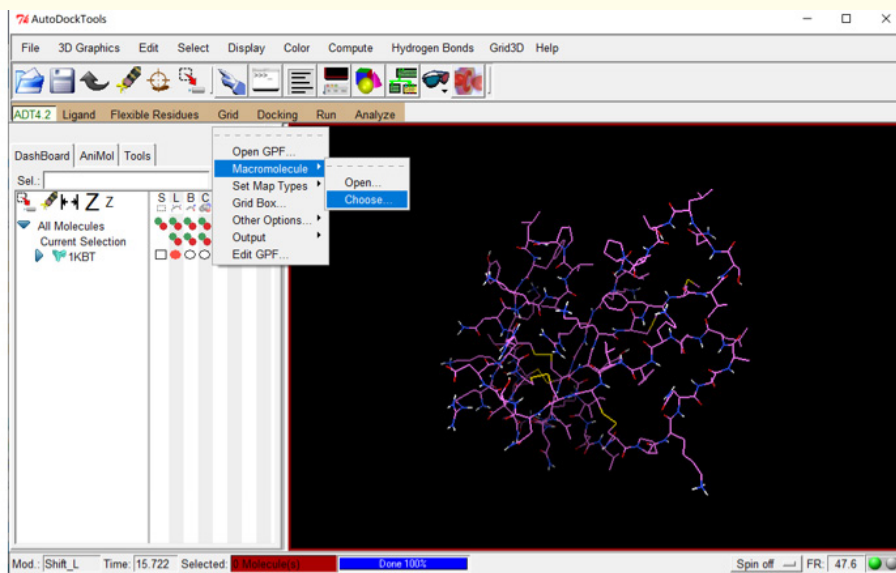 AutoDockTools
File 3D Graphics Edit Select Display Color Compute Hydrogen Bonds Grid3D Help
ADT4.2 Ligand Flexible Residues Grid Docking Run Analyze
Open GPF...
Macromolecule
Set Map Types
Grid Box...
Other Options...
Output
Edit GPF...
Open...
Choose...
DashBoard AniMol Tools
Sel.:
Z Z
S L B C
All Molecules
Current Selection
1KBT
Mod.: Shift_L Time: 15.722 Selected: 0 Molecule(s) Done 100% Spin off FR: 47.6